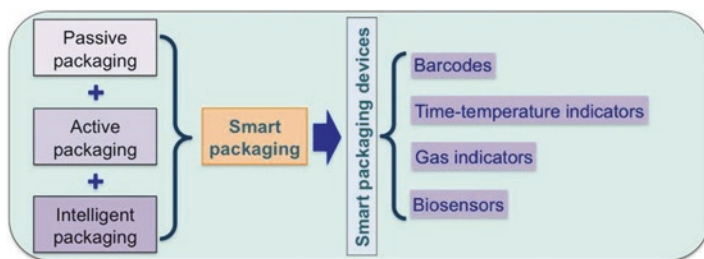 Passive
packaging
+
Active
packaging
+
Intelligent
packaging
Smart
packaging
Smart packaging devices
Barcodes
Time-temperature indicators
Gas indicators
Biosensors